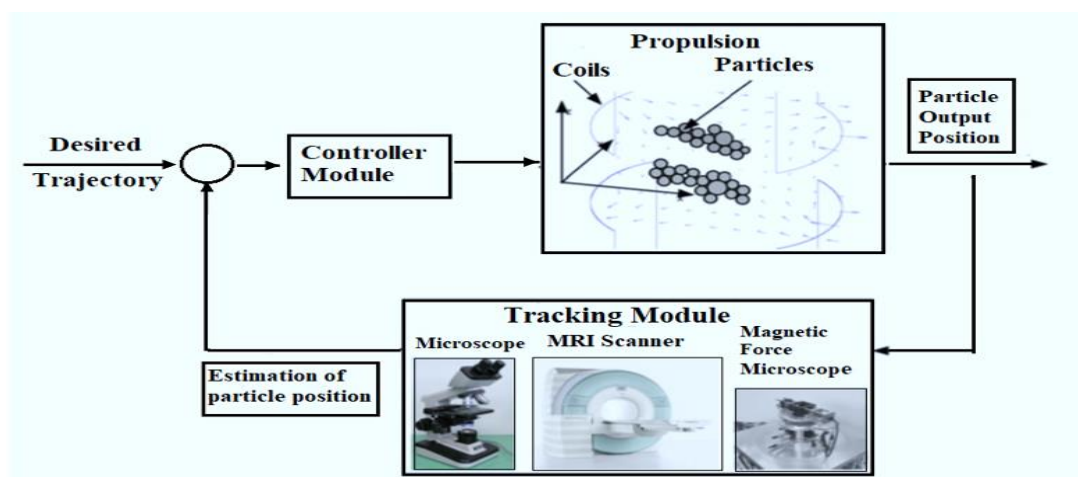 Propulsion
Particles
Coils
Particle
Output
Position
Desired
Trajectory
Controller
Module
Tracking Module
Microscope
MRI Scanner
Magnetic
Force
Microscope
Estimation of
particle position